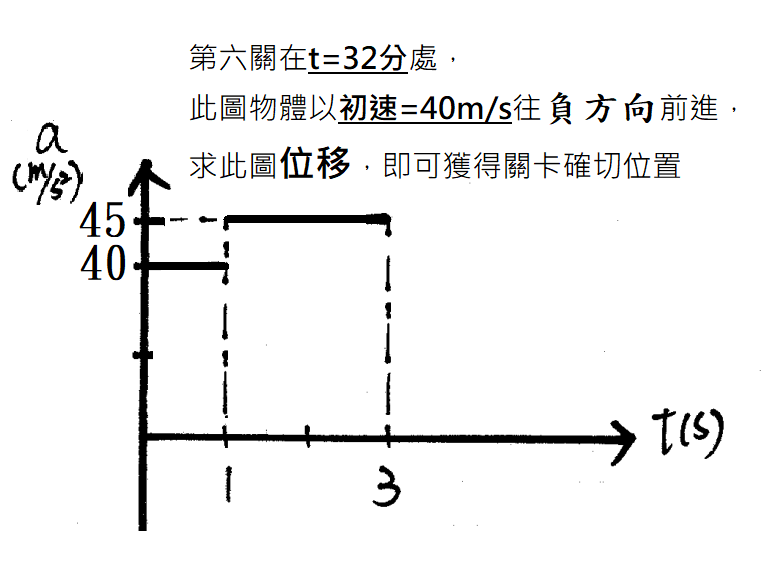 第六關在t=32分處，
此圖物體以初速=40m/s往負方向前進，
求此圖位移，即可獲得關卡確切位置
a
(m/s²)
45
40
t(s)
1
3